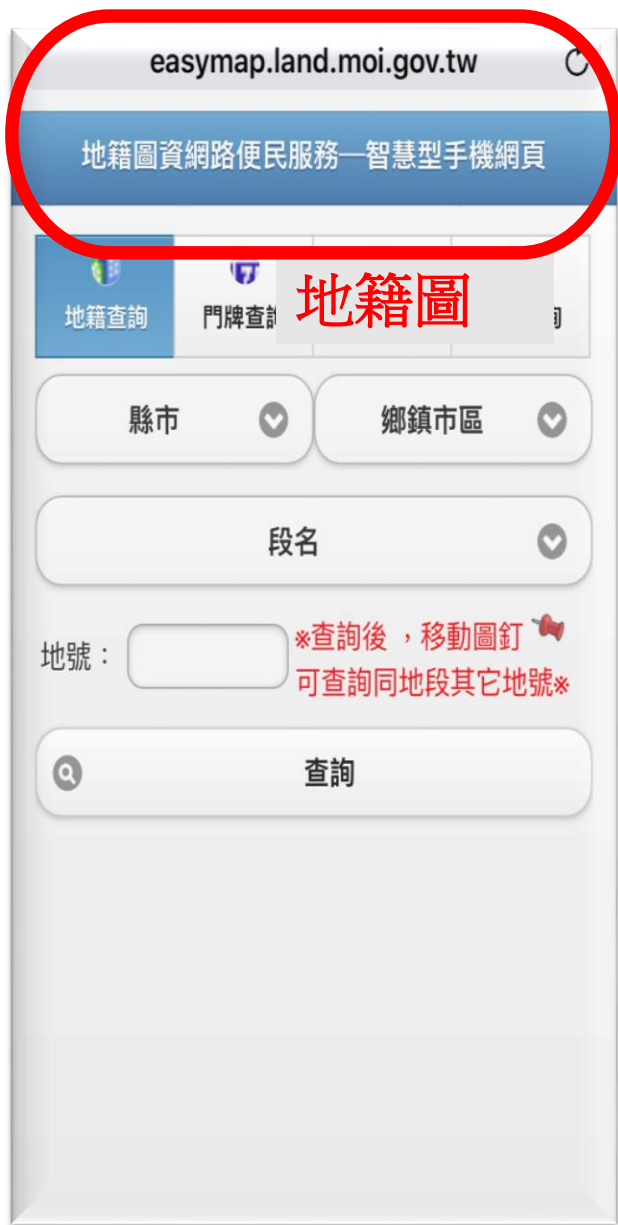 easymap.land.moi.gov.tw
地籍圖資網路便民服務—智慧型手機網頁
地籍查詢
門牌查
地籍圖
縣市
鄉鎮市區
段名
地號：
※查詢後，移動圖釘
可查詢同地段其它地號※
查詢